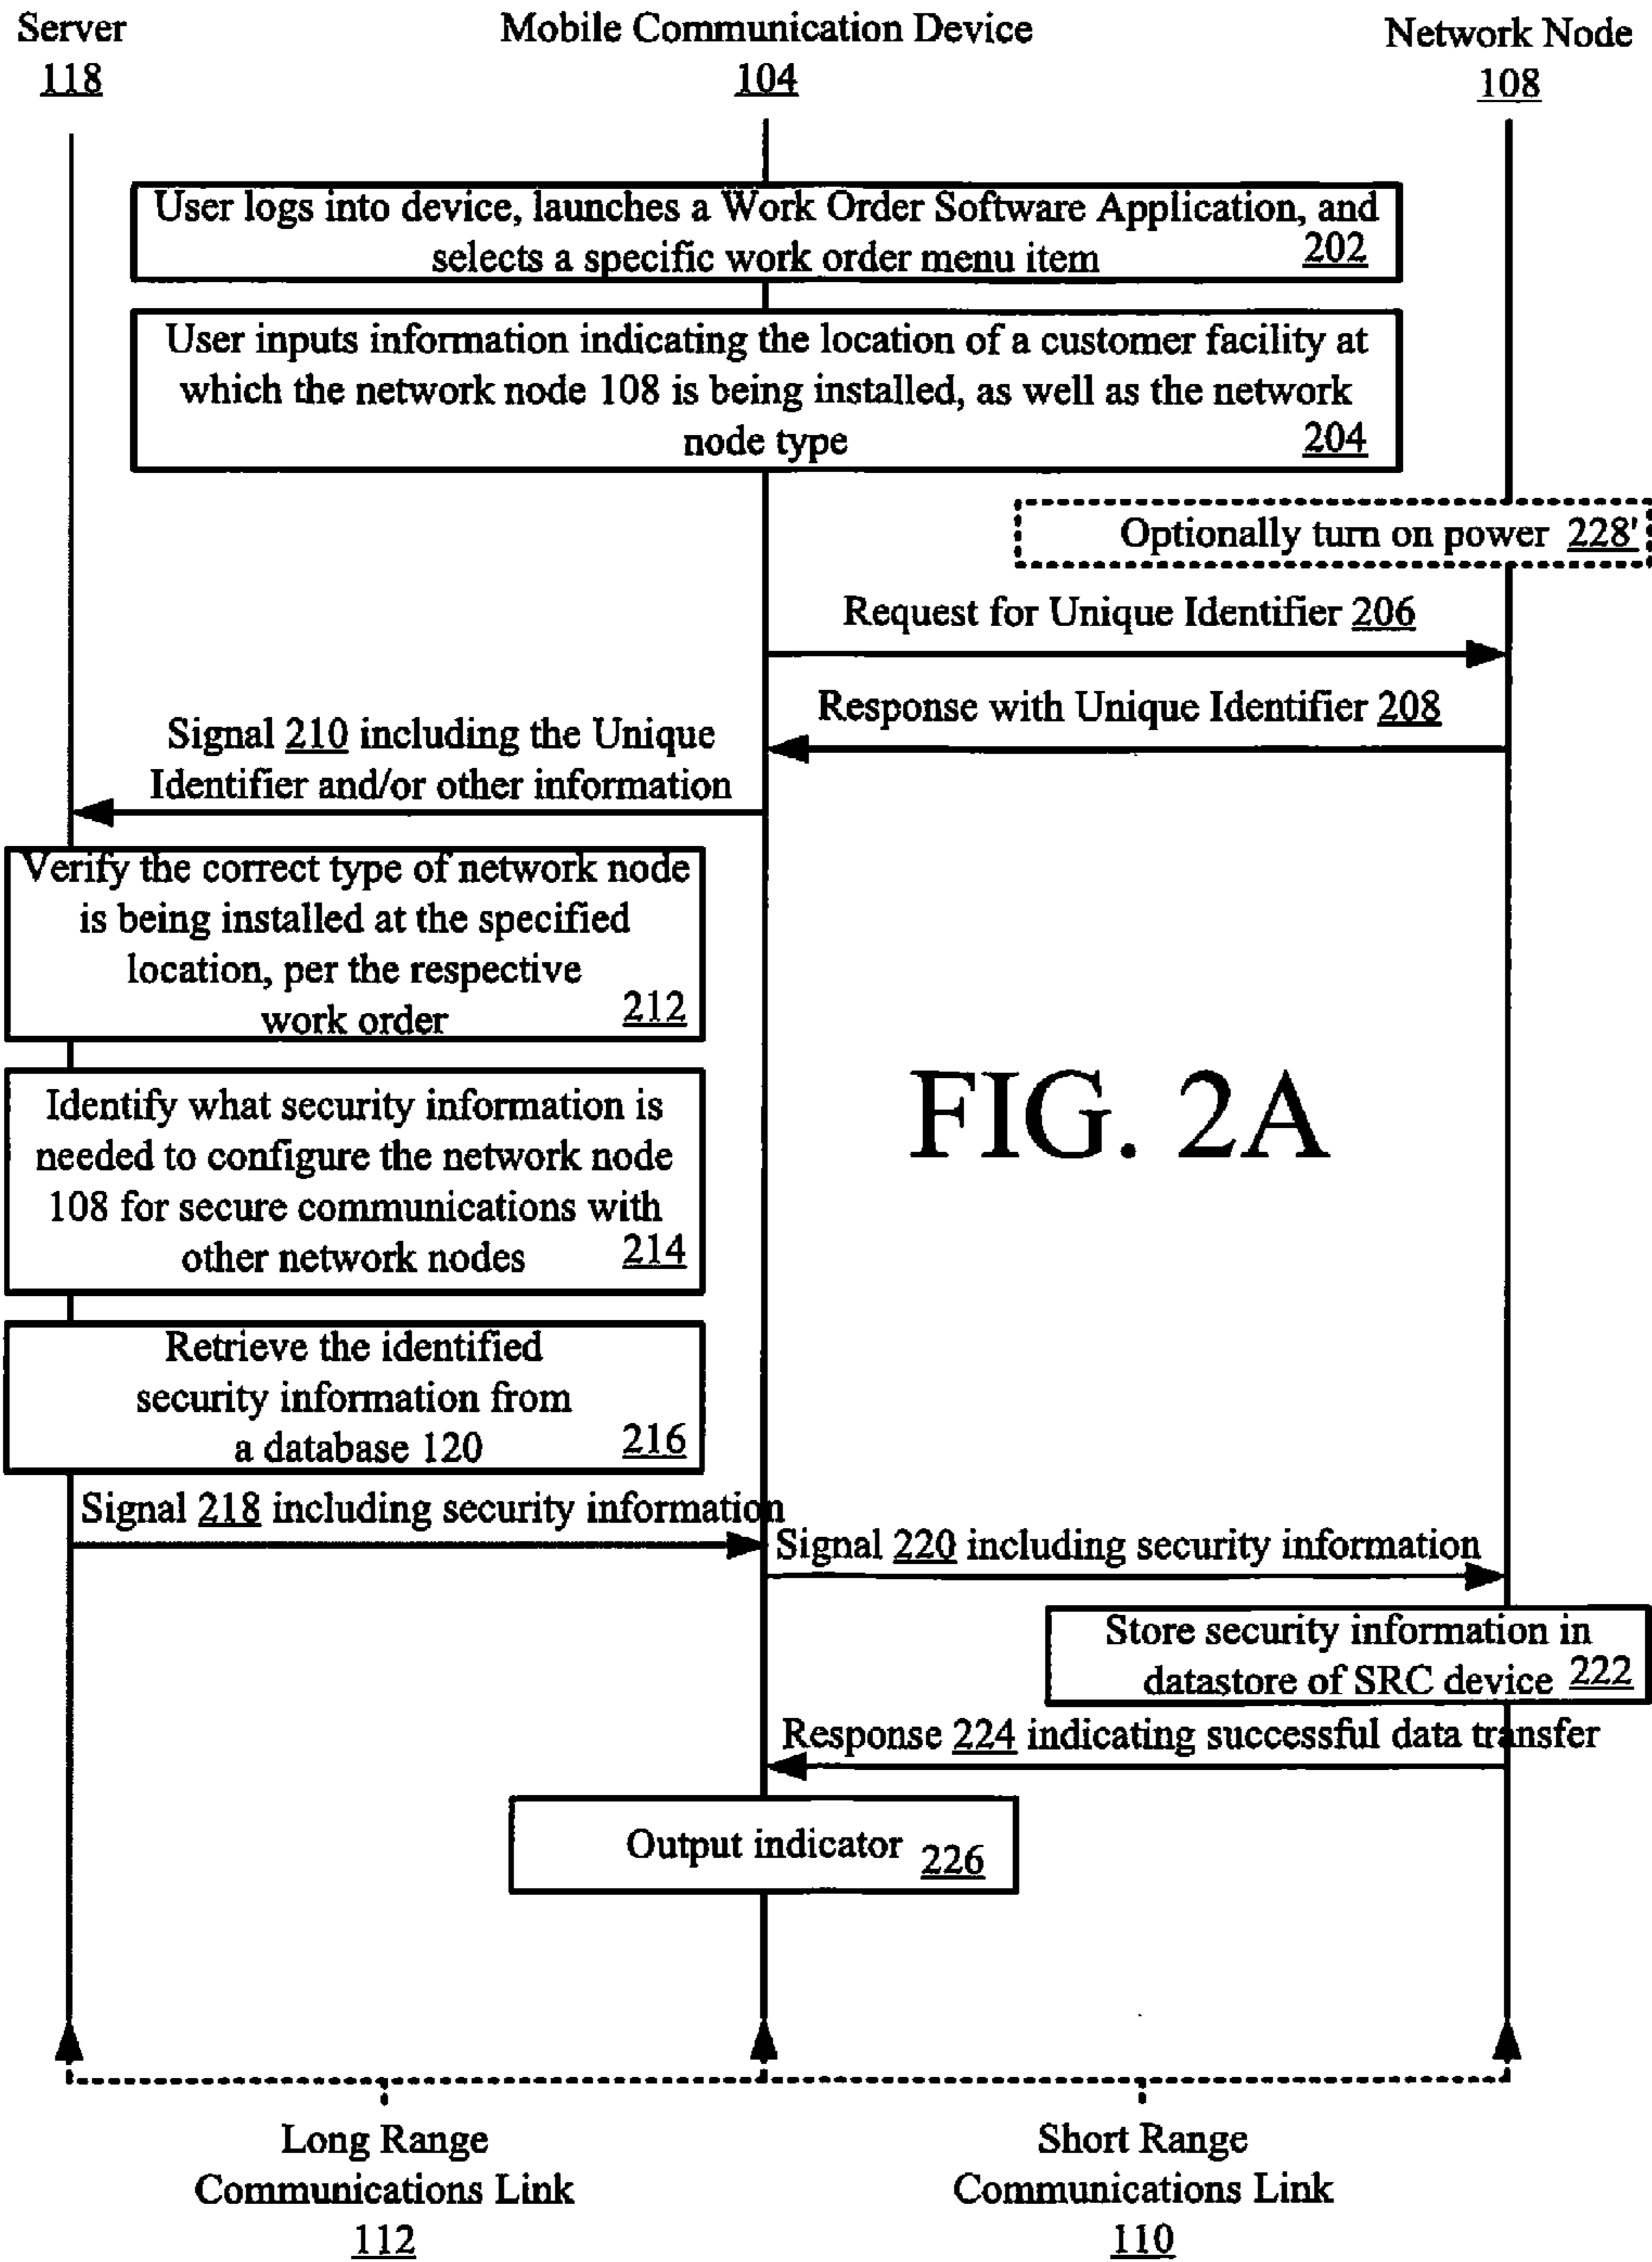 Server
118
Mobile Communication Device
104
Network Node
108
User logs into device, launches a Work Order Software Application, and
selects a specific work order menu item 202
User inputs information indicating the location of a customer facility at
which the network node 108 is being installed, as well as the network
node type 204
Optionally turn on power 228'
Request for Unique Identifier 206
Response with Unique Identifier 208
Signal 210 including the Unique
Identifier and/or other information
Verify the correct type of network node
is being installed at the specified
location, per the respective
work order 212
FIG. 2A
Identify what security information is
needed to configure the network node
108 for secure communications with
other network nodes 214
Retrieve the identified
security information from
a database 120 216
Signal 218 including security information
Signal 220 including security information
Store security information in
datastore of SRC device 222
Response 224 indicating successful data transfer
Output indicator 226
Long Range
Communications Link
112
Short Range
Communications Link
110